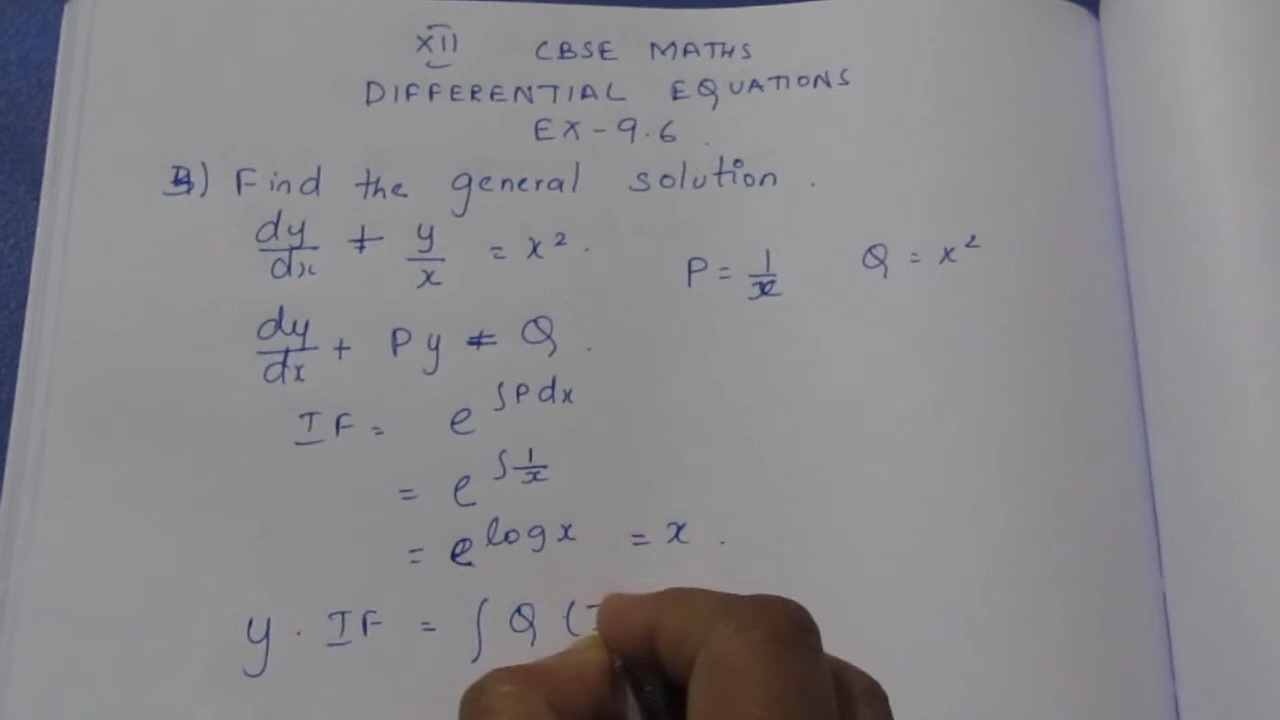 XII CBSE MATHS
DIFFERENTIAL EQUATIONS
EX-9.6.
3) Find the general solution.
dy/dx + y/x = x².
P = 1/x Q = x²
dy/dx + Py = Q.
IF = e^∫Pdx
= e^∫1/x
= e^logx = x.
y . IF = ∫Q (